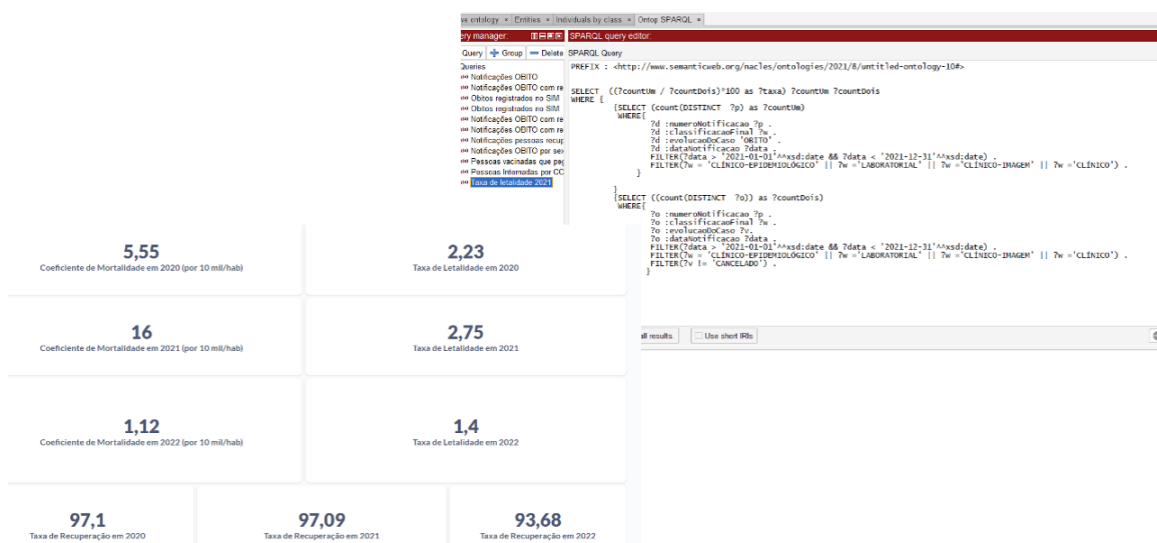 ve ontology × Entities × Individuals by class × Ontop SPARQL ×
ery manager:
SPARQL query editor:
Query Group Delete
SPARQL Query
Queries
Notificações OBITO
Notificações OBITO com re
Obitos registrados no SIM
Obitos registrados no SIM
Notificações OBITO com re
Notificações OBITO com re
Notificações pessoas recup
Notificações OBITO por sex
Pessoas vacinadas que peg
Pessoas Internadas por CC
Taxa de letalidade 2021
PREFIX : <http://www.semanticweb.org/nacles/ontologies/2021/8/untitled-ontology-10#>
SELECT ((?countUm / ?countDois)*100 as ?taxa) ?countUm ?countDois
WHERE {
{SELECT (count(DISTINCT ?p) as ?countUm)
WHERE{
?d :numeroNotificacao ?p .
?d :classificacaoFinal ?w .
?d :evolucaoDoCaso 'OBITO' .
?d :dataNotificacao ?data .
FILTER(?data > '2021-01-01'^^xsd:date && ?data < '2021-12-31'^^xsd:date) .
FILTER(?w = 'CLÍNICO-EPIDEMIOLÓGICO' || ?w ='LABORATORIAL' || ?w ='CLÍNICO-IMAGEM' || ?w ='CLÍNICO') .
}
}
{SELECT ((count(DISTINCT ?o)) as ?countDois)
WHERE{
?o :numeroNotificacao ?p .
?o :classificacaoFinal ?w .
?o :evolucaoDoCaso ?v.
?o :dataNotificacao ?data .
FILTER(?data > '2021-01-01'^^xsd:date && ?data < '2021-12-31'^^xsd:date) .
FILTER(?w = 'CLÍNICO-EPIDEMIOLÓGICO' || ?w ='LABORATORIAL' || ?w ='CLÍNICO-IMAGEM' || ?w ='CLÍNICO') .
FILTER(?v != 'CANCELADO') .
}
all results.
Use short IRIs
5,55
Coeficiente de Mortalidade em 2020 (por 10 mil/hab)
2,23
Taxa de Letalidade em 2020
16
Coeficiente de Mortalidade em 2021 (por 10 mil/hab)
2,75
Taxa de Letalidade em 2021
1,12
Coeficiente de Mortalidade em 2022 (por 10 mil/hab)
1,4
Taxa de Letalidade em 2022
97,1
Taxa de Recuperação em 2020
97,09
Taxa de Recuperação em 2021
93,68
Taxa de Recuperação em 2022